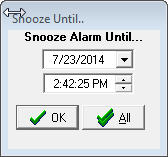 Snooze Until..
Snooze Alarm Until...
7/23/2014
2:42:25 PM
OK
All